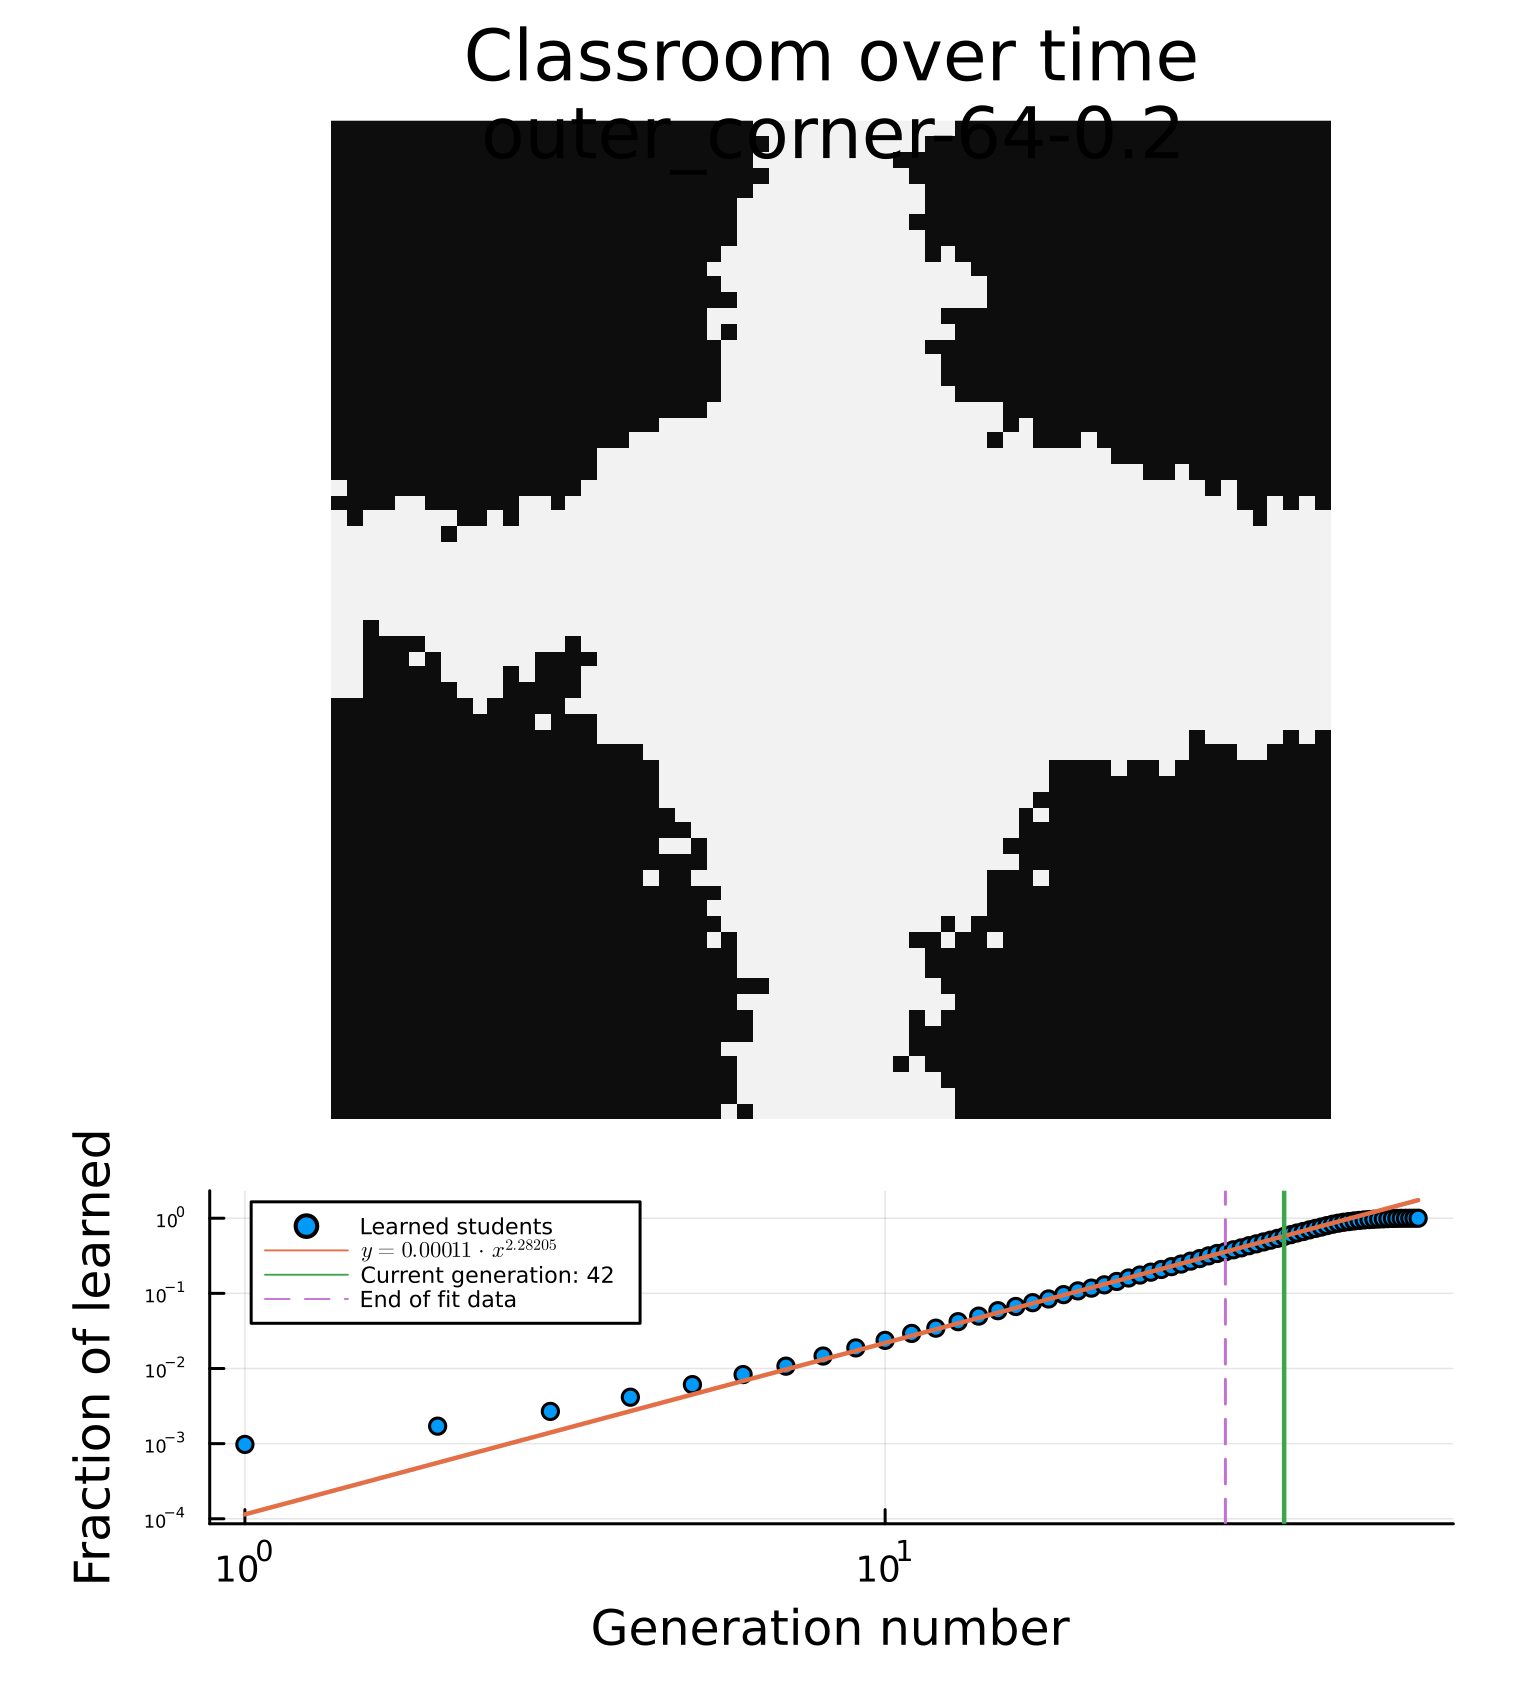 Classroom over time
outer_corner-64-0.2
Fraction of learned
10^0
10^−1
10^−2
10^−3
10^−4
Learned students
y = 0.00011 · x^2.28205
Current generation: 42
End of fit data
10^0
10^1
Generation number